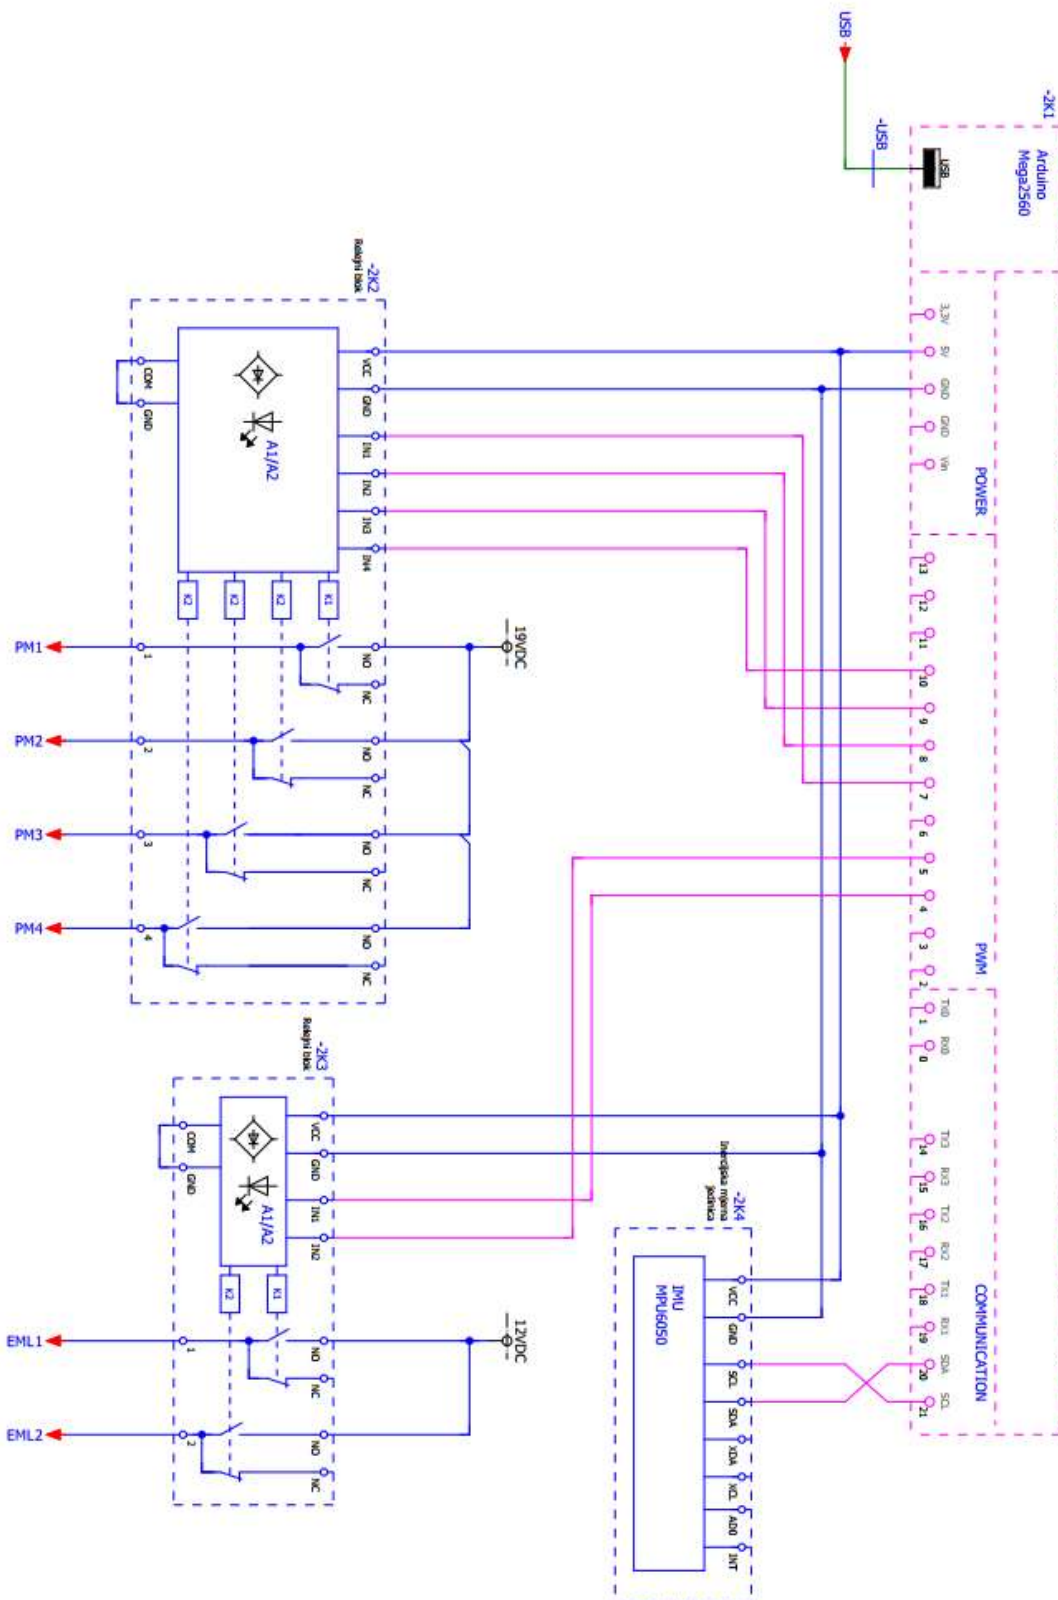 -2K1
Arduino
Mega2560
USB
USB
-USB
POWER
3,3V
5V
GND
GND
Vin
PWM
13
12
11
10
9
8
7
6
5
4
3
2
COMMUNICATION
TX0
1
RX0
0
TX3
14
RX3
15
TX2
16
RX2
17
TX1
18
RX1
19
SDA
20
SCL
21
-2K2
Relejni blok
VCC
GND
IN1
IN2
IN3
IN4
A1/A2
COM
GND
K2
K2
K2
K1
19VDC
NO
NC
NO
NC
NO
NC
NO
NC
1
2
3
4
PM1
PM2
PM3
PM4
-2K3
Relejni blok
VCC
GND
IN1
IN2
A1/A2
COM
GND
K2
K1
12VDC
NO
NC
NO
NC
1
2
EML1
EML2
-2K4
Inercijska mjerna
jedinica
IMU
MPU6050
VCC
GND
SCL
SDA
XDA
XCL
AD0
INT